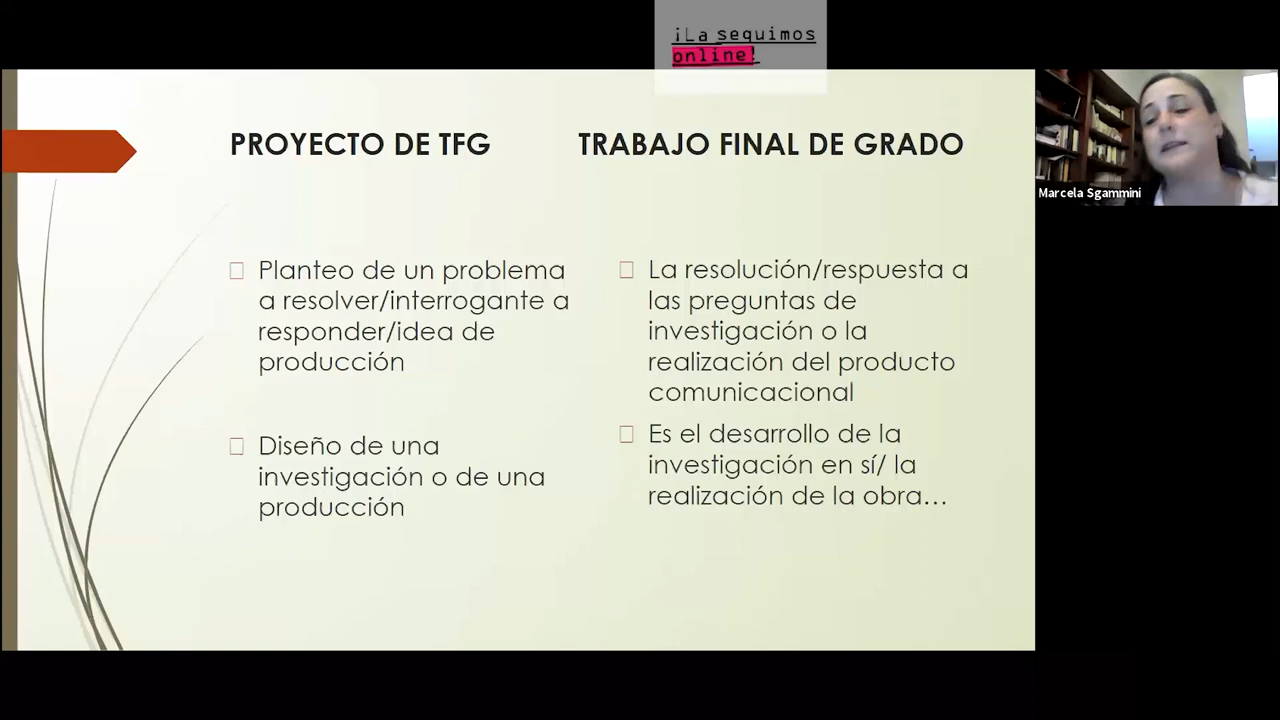 ¡La sequimos
online!
PROYECTO DE TFG
TRABAJO FINAL DE GRADO
Marcela Sgammini
Planteo de un problema
a resolver/interrogante a
responder/idea de
producción
Diseño de una
investigación o de una
producción
La resolución/respuesta a
las preguntas de
investigación o la
realización del producto
comunicacional
Es el desarrollo de la
investigación en sí/ la
realización de la obra…